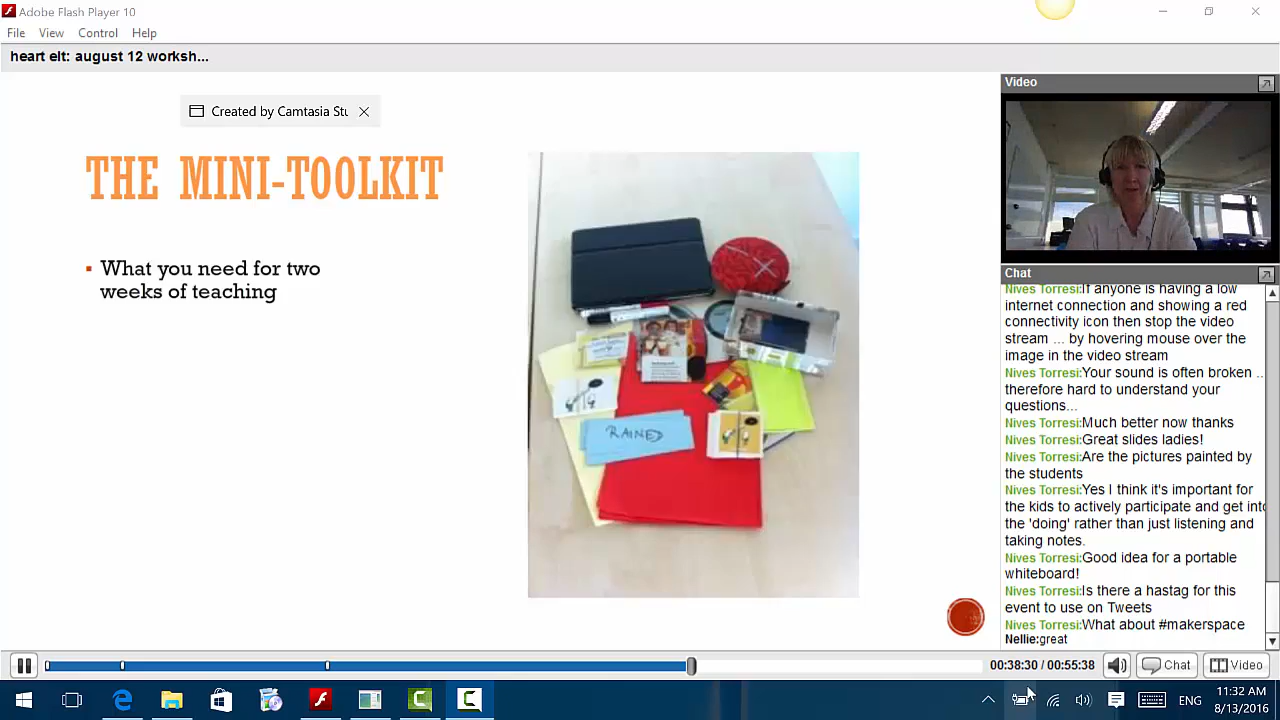 Adobe Flash Player 10
File View Control Help
heart elt: august 12 worksh...
Created by Camtasia Stu
THE MINI-TOOLKIT
▪ What you need for two
weeks of teaching
RAINED
Video
Chat
Nives Torresi:If anyone is having a low
internet connection and showing a red
connectivity icon then stop the video
stream ... by hovering mouse over the
image in the video stream
Nives Torresi:Your sound is often broken ..
therefore hard to understand your
questions...
Nives Torresi:Much better now thanks
Nives Torresi:Great slides ladies!
Nives Torresi:Are the pictures painted by
the students
Nives Torresi:Yes I think it's important for
the kids to actively participate and get into
the 'doing' rather than just listening and
taking notes.
Nives Torresi:Good idea for a portable
whiteboard!
Nives Torresi:Is there a hastag for this
event to use on Tweets
Nives Torresi:What about #makerspace
Nellie:great
00:38:30 / 00:55:38
Chat
Video
ENG
11:32 AM
8/13/2016